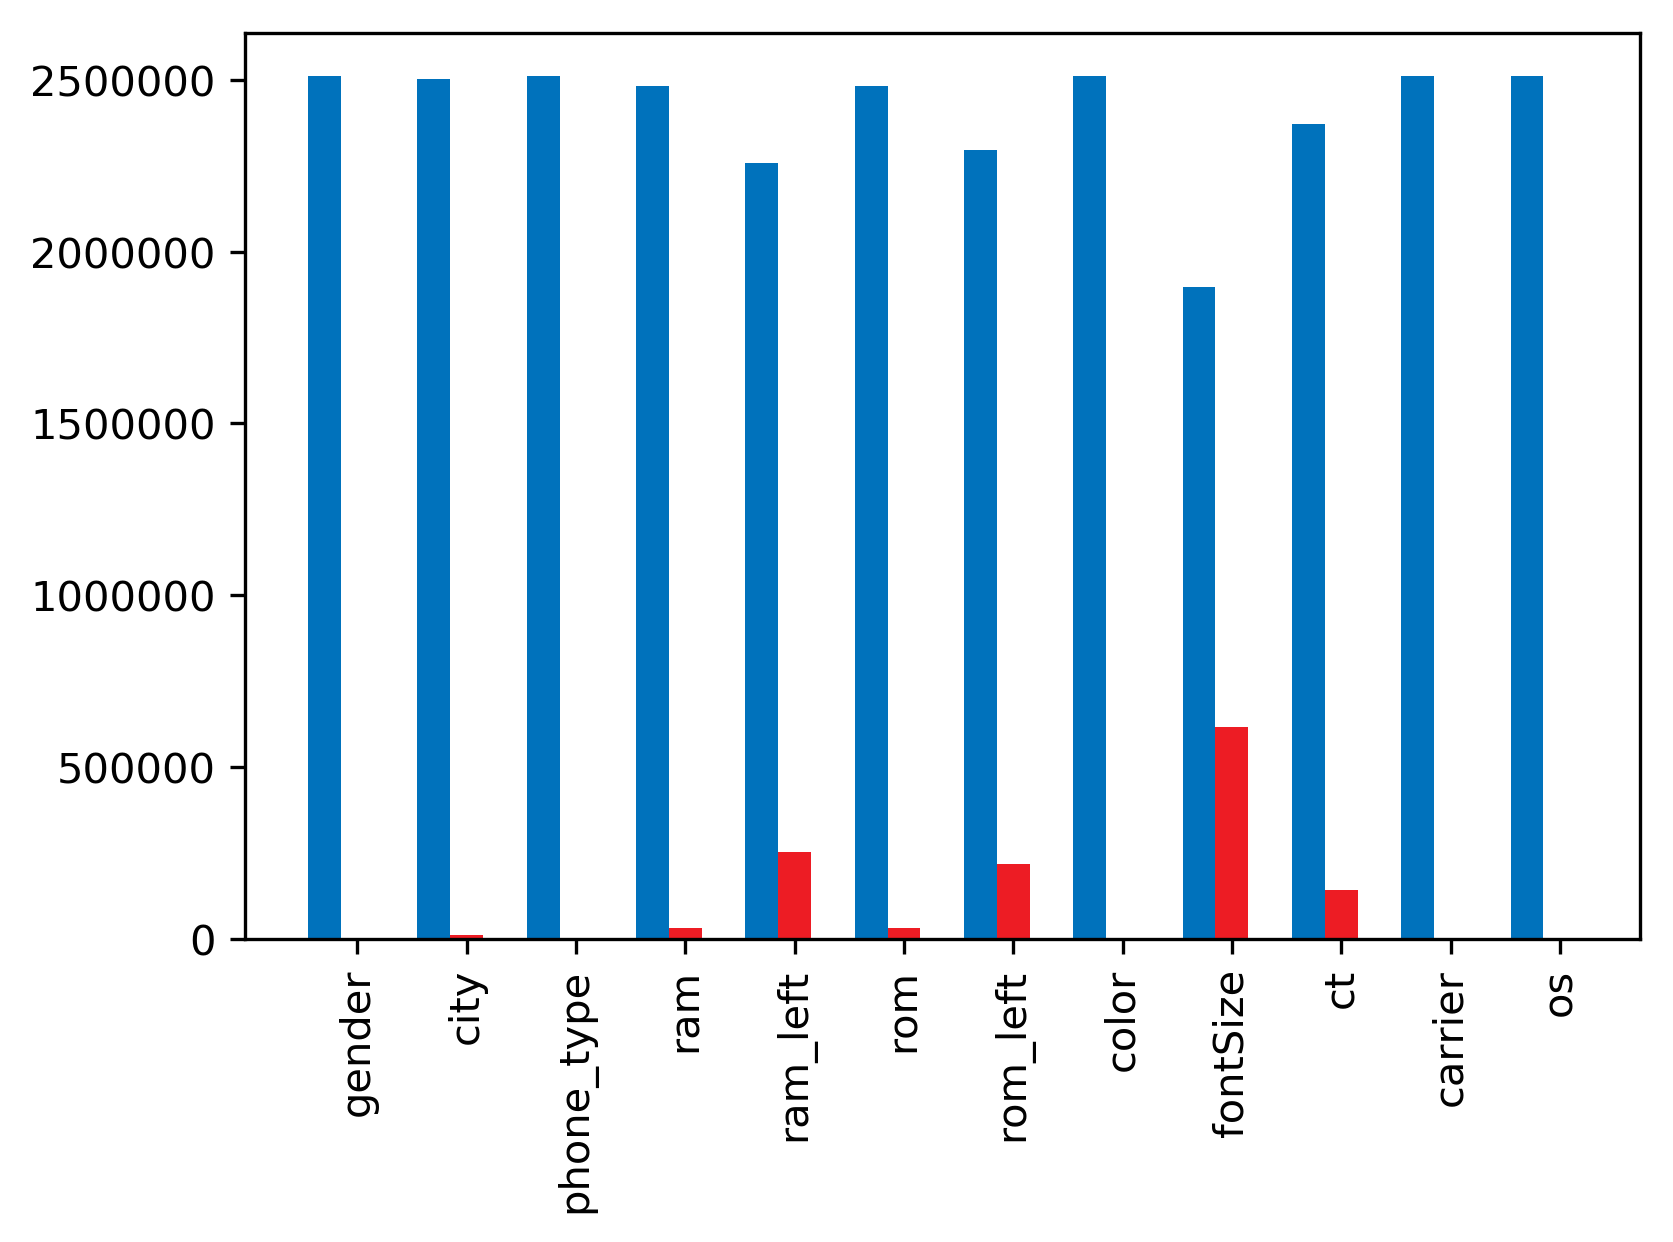 2500000
2000000
1500000
1000000
500000
0
gender
city
phone_type
ram
ram_left
rom
rom_left
color
fontSize
ct
carrier
os